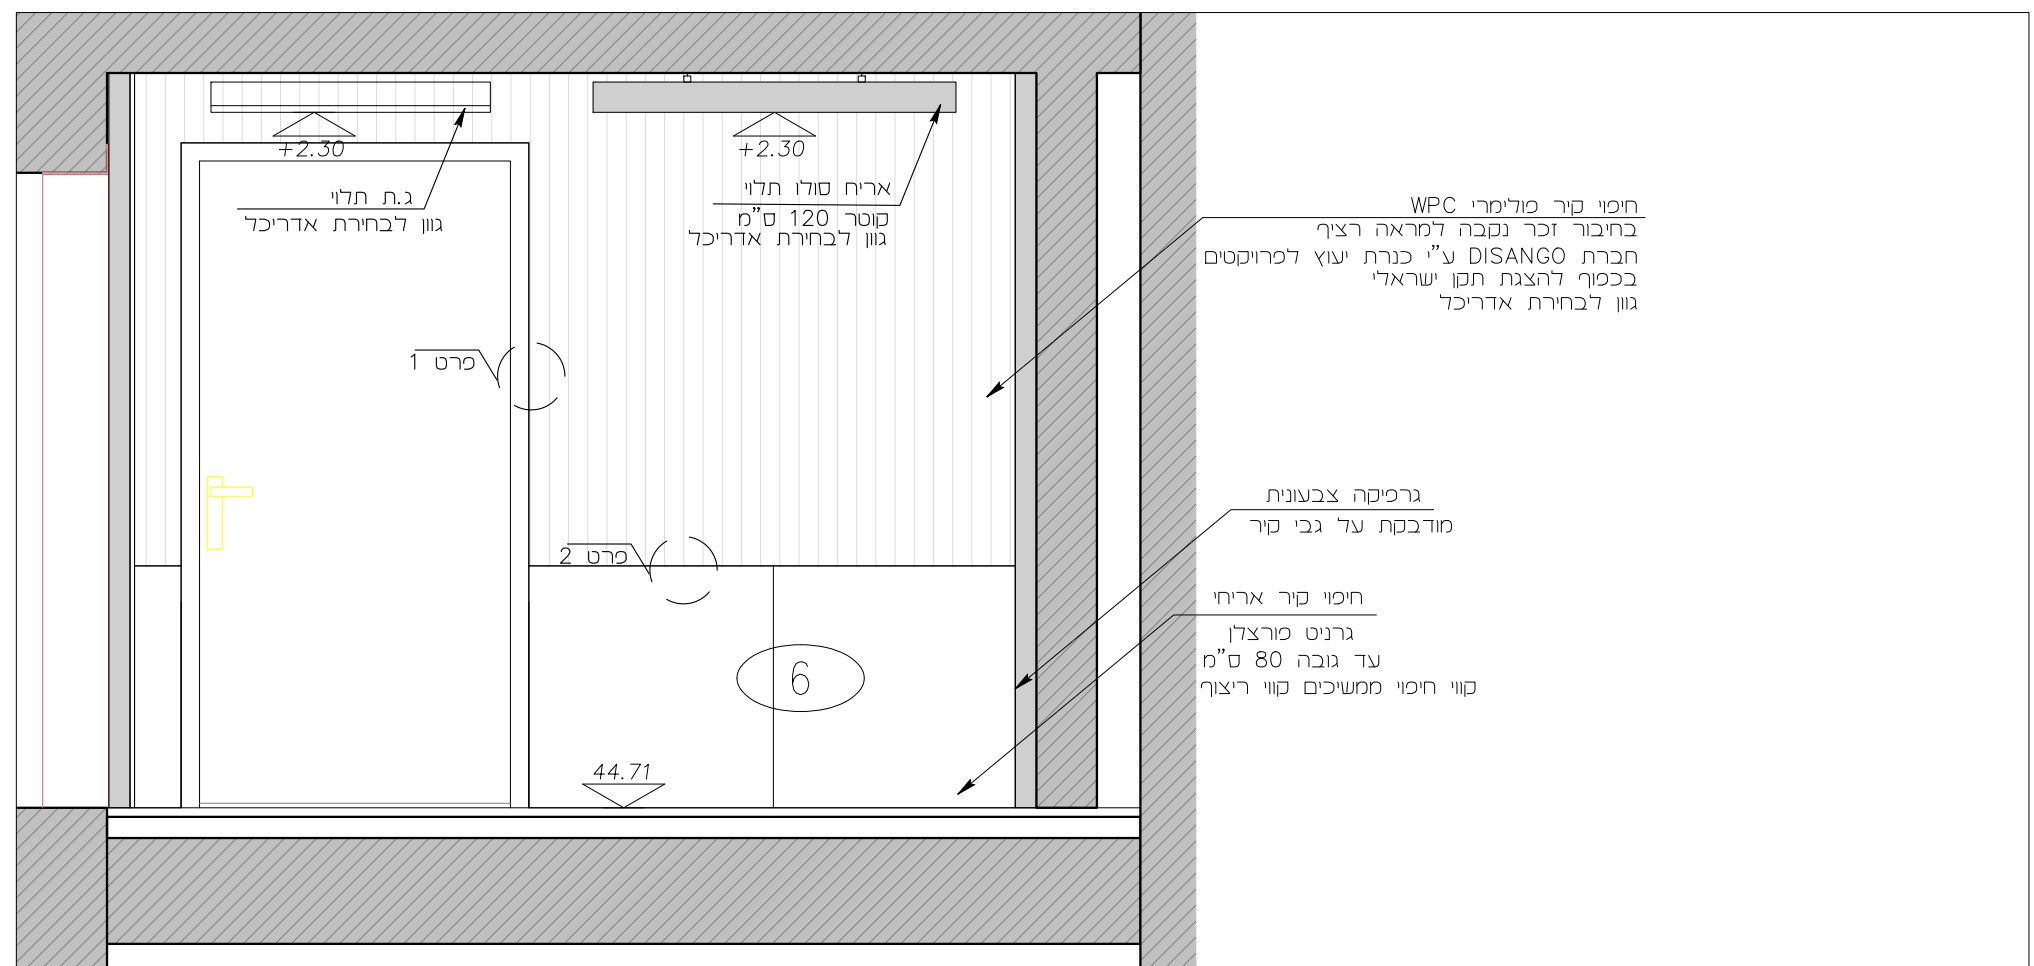 +2.30
ג.ת תלוי
גוון לבחירת אדריכל
+2.30
אריח סולו תלוי
קוטר 120 ס"מ
גוון לבחירת אדריכל
חיפוי קיר פולימרי WPC
בחיבור זכר נקבה למראה רציף
חברת DISANGO ע"י כנרת יעוץ לפרויקטים
בכפוף להצגת תקן ישראלי
גוון לבחירת אדריכל
פרט 1
פרט 2
גרפיקה צבעונית
מודבקת על גבי קיר
חיפוי קיר אריחי
גרניט פורצלן
עד גובה 80 ס"מ
קווי חיפוי ממשיכים קווי ריצוף
6
44.71